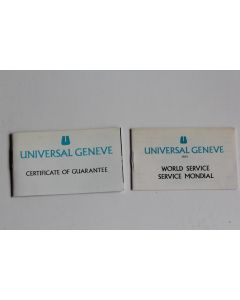 UNIVERSAL GENEVE
CERTIFICATE OF GUARANTEE
UNIVERSAL GENEVE
WORLD SERVICE
SERVICE MONDIAL